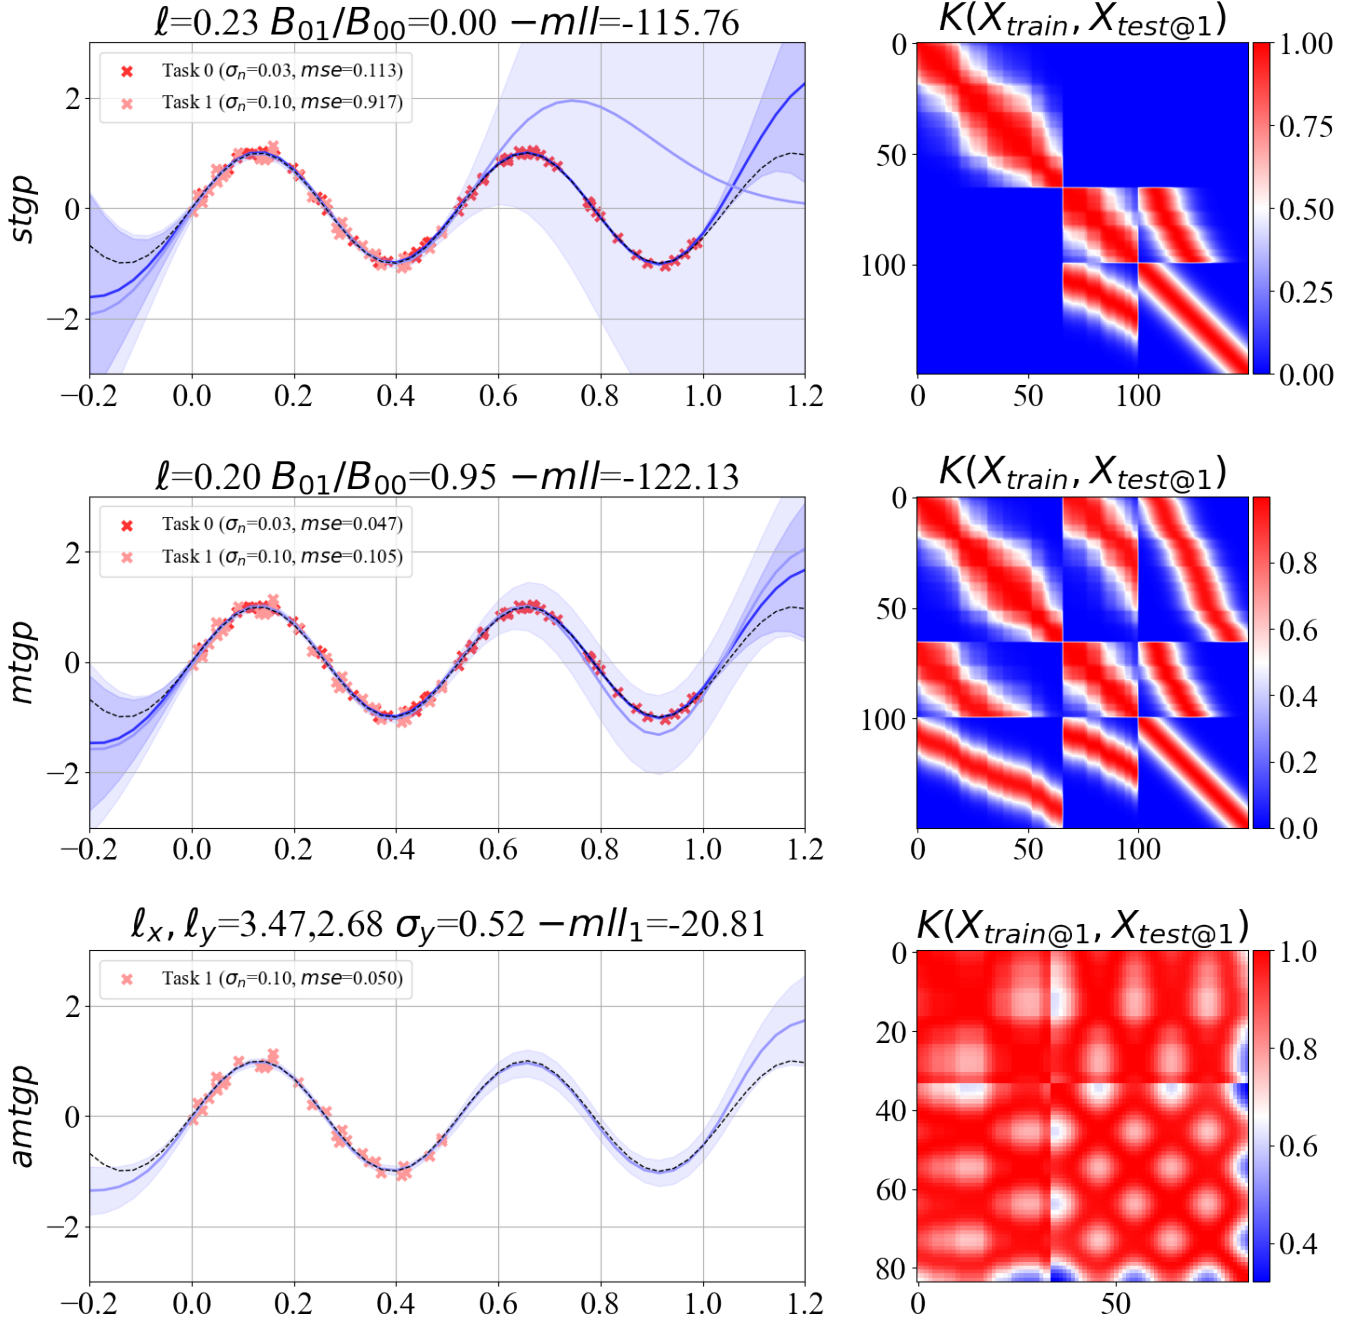 ℓ=0.23 B₀₁/B₀₀=0.00 −mll=-115.76
K(X_train, X_test@1)
stgp
Task 0 (σₙ=0.03, mse=0.113)
Task 1 (σₙ=0.10, mse=0.917)
2
0
−2
−0.2 0.0 0.2 0.4 0.6 0.8 1.0 1.2
0
50
100
0 50 100
1.00
0.75
0.50
0.25
0.00
ℓ=0.20 B₀₁/B₀₀=0.95 −mll=-122.13
K(X_train, X_test@1)
mtgp
Task 0 (σₙ=0.03, mse=0.047)
Task 1 (σₙ=0.10, mse=0.105)
2
0
−2
−0.2 0.0 0.2 0.4 0.6 0.8 1.0 1.2
0
50
100
0 50 100
0.8
0.6
0.4
0.2
0.0
ℓₓ, ℓ_y=3.47,2.68 σ_y=0.52 −mll₁=-20.81
K(X_train@1, X_test@1)
amtgp
Task 1 (σₙ=0.10, mse=0.050)
2
0
−2
−0.2 0.0 0.2 0.4 0.6 0.8 1.0 1.2
0
20
40
60
80
0 50
1.0
0.8
0.6
0.4